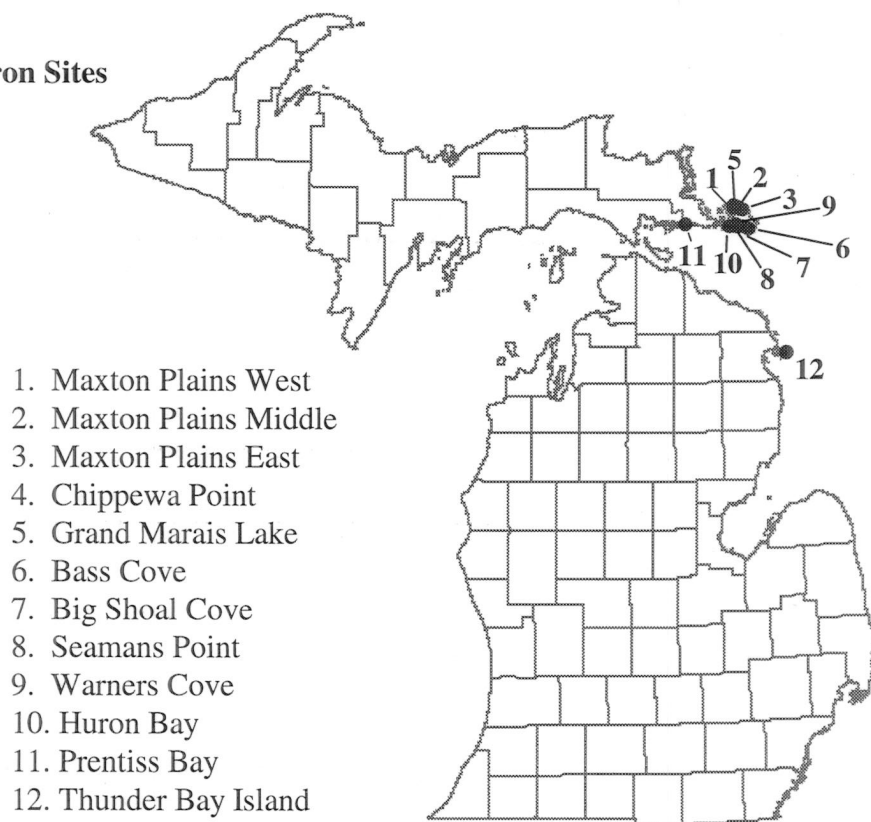 ron Sites
5
1 2
3
9
6
11 10
7
8
12
1. Maxton Plains West
2. Maxton Plains Middle
3. Maxton Plains East
4. Chippewa Point
5. Grand Marais Lake
6. Bass Cove
7. Big Shoal Cove
8. Seamans Point
9. Warners Cove
10. Huron Bay
11. Prentiss Bay
12. Thunder Bay Island